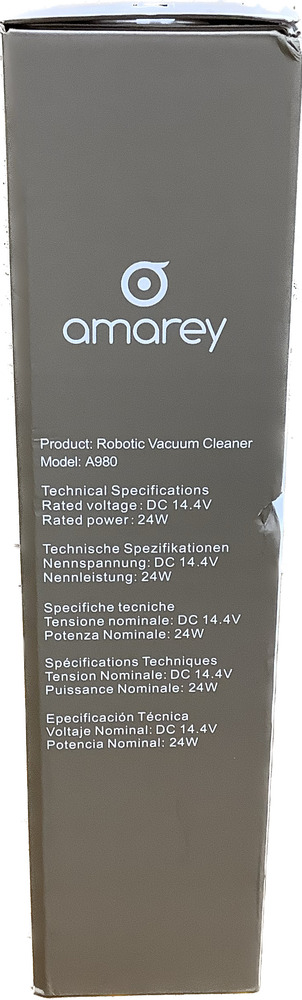 amarey
Product: Robotic Vacuum Cleaner
Model: A980
Technical Specifications
Rated voltage: DC 14.4V
Rated power: 24W
Technische Spezifikationen
Nennspannung: DC 14.4V
Nennleistung: 24W
Specifiche tecniche
Tensione nominale: DC 14.4V
Potenza Nominale: 24W
Spécifications Techniques
Tension Nominale: DC 14.4V
Puissance Nominale: 24W
Epecificación Técnica
Voltaje Nominal: DC 14.4V
Potencia Nominal: 24W